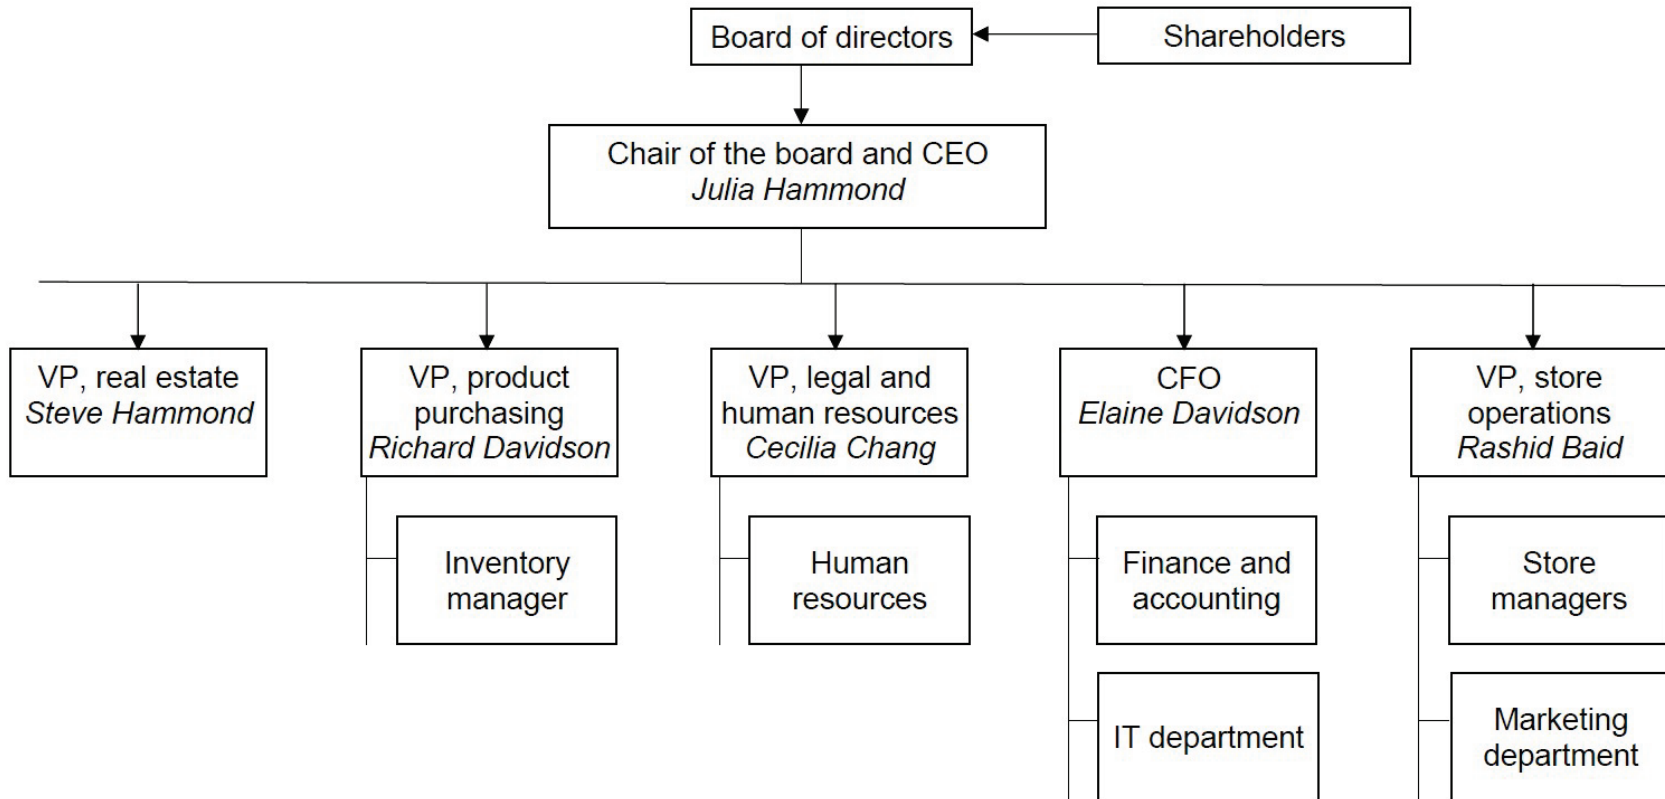 Board of directors
Shareholders
Chair of the board and CEO
Julia Hammond
VP, real estate
Steve Hammond
VP, product
purchasing
Richard Davidson
VP, legal and
human resources
Cecilia Chang
CFO
Elaine Davidson
VP, store
operations
Rashid Baid
Inventory
manager
Human
resources
Finance and
accounting
Store
managers
IT department
Marketing
department